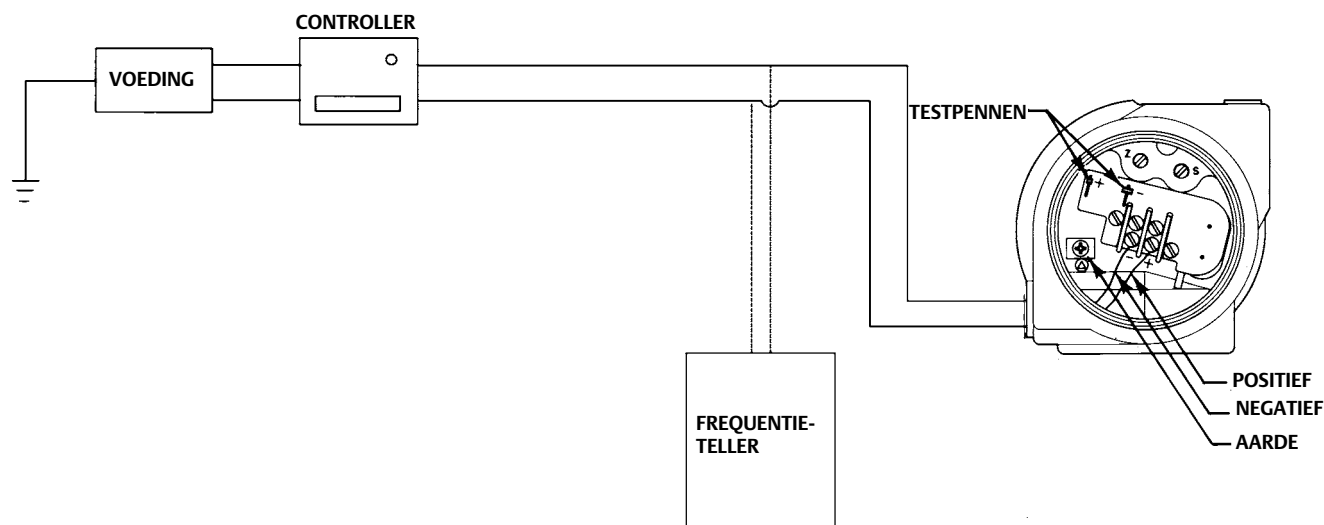 CONTROLLER
VOEDING
TESTPENNEN
Z
S
+
-
- +
POSITIEF
NEGATIEF
AARDE
FREQUENTIE-
TELLER